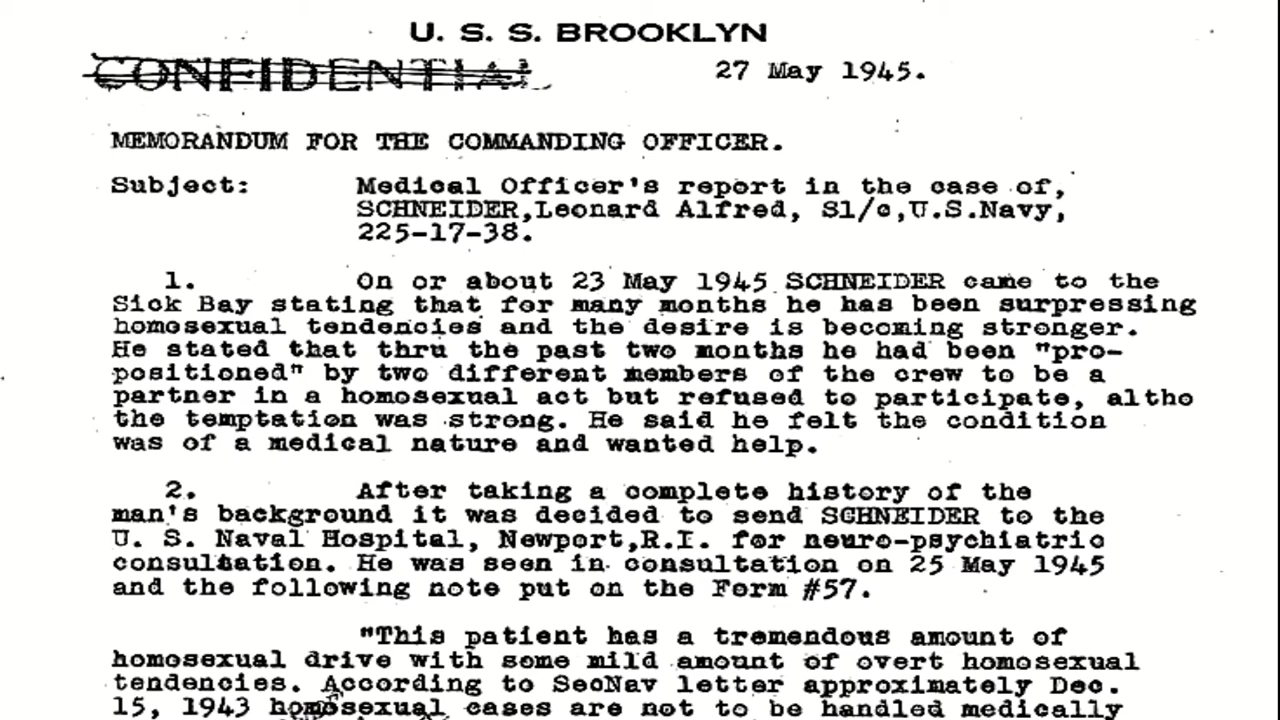 U. S. S. BROOKLYN
CONFIDENTIAL
27 May 1945.
MEMORANDUM FOR THE COMMANDING OFFICER.
Subject: Medical Officer's report in the case of,
SCHNEIDER,Leonard Alfred, S1/c,U.S.Navy,
225-17-38.
1. On or about 23 May 1945 SCHNEIDER came to the
Sick Bay stating that for many months he has been surpressing
homosexual tendencies and the desire is becoming stronger.
He stated that thru the past two months he had been "pro-
positioned" by two different members of the crew to be a
partner in a homosexual act but refused to participate, altho
the temptation was strong. He said he felt the condition
was of a medical nature and wanted help.
2. After taking a complete history of the
man's background it was decided to send SCHNEIDER to the
U. S. Naval Hospital, Newport,R.I. for neuro-psychiatric
consultation. He was seen in consultation on 25 May 1945
and the following note put on the Form #57.
"This patient has a tremendous amount of
homosexual drive with some mild amount of overt homosexual
tendencies. According to SecNav letter approximately Dec.
15, 1943 homosexual cases are not to be handled medically